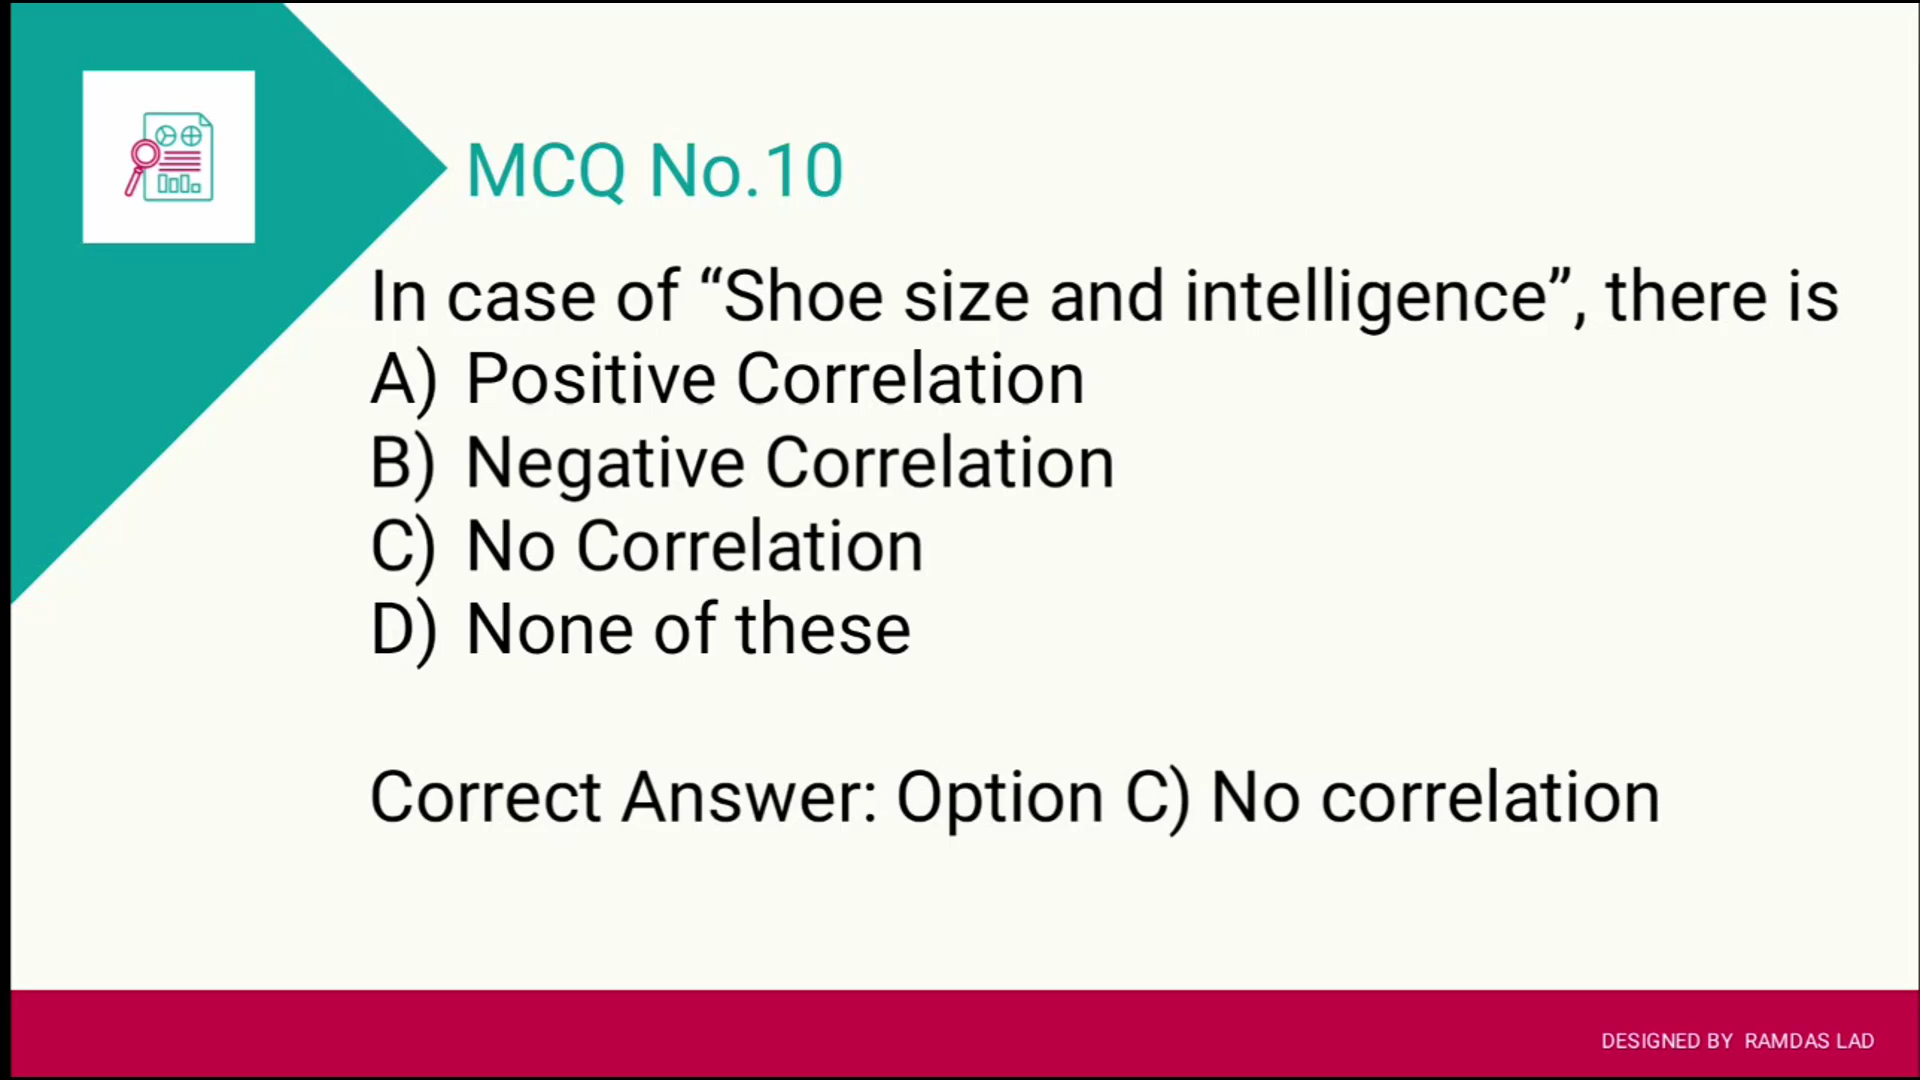 MCQ No.10
In case of “Shoe size and intelligence”, there is
A) Positive Correlation
B) Negative Correlation
C) No Correlation
D) None of these
Correct Answer: Option C) No correlation
DESIGNED BY RAMDAS LAD